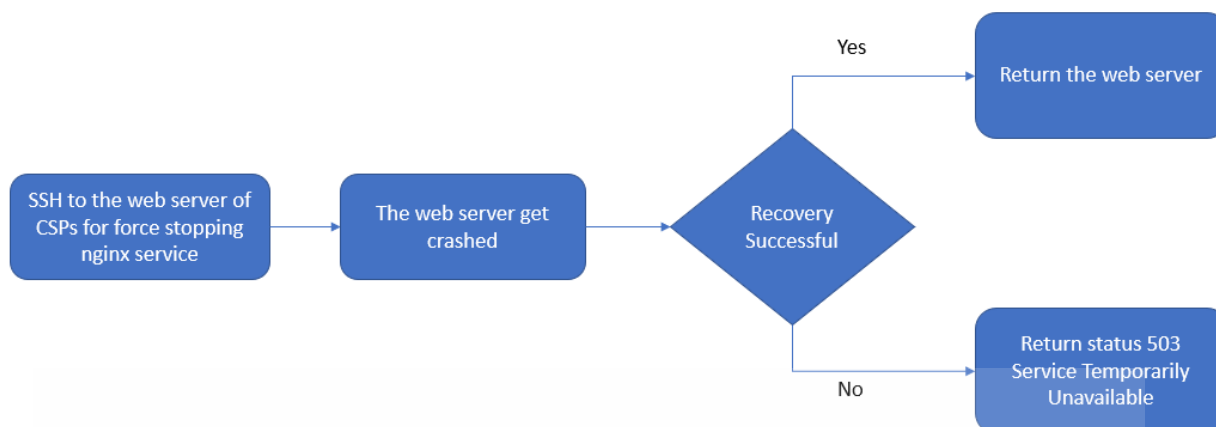 SSH to the web server of
CSPs for force stopping
nginx service
The web server get
crashed
Recovery
Successful
Yes
Return the web server
No
Return status 503
Service Temporarily
Unavailable